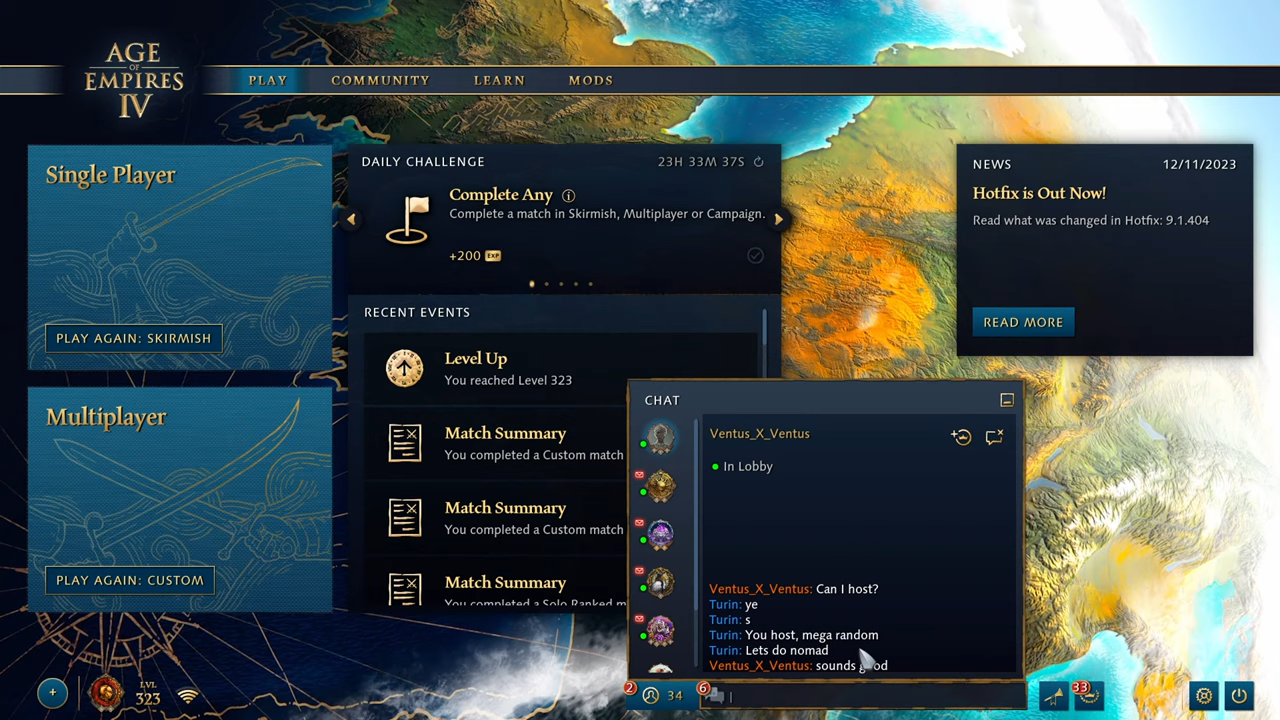 AGE
OF
EMPIRES
IV
PLAY
COMMUNITY
LEARN
MODS
Single Player
PLAY AGAIN: SKIRMISH
Multiplayer
PLAY AGAIN: CUSTOM
DAILY CHALLENGE
23H 33M 37S
Complete Any
Complete a match in Skirmish, Multiplayer or Campaign.
+200 EXP
RECENT EVENTS
Level Up
You reached Level 323
Match Summary
You completed a Custom match
Match Summary
You completed a Custom match
Match Summary
You completed a Solo Ranked m
NEWS
12/11/2023
Hotfix is Out Now!
Read what was changed in Hotfix: 9.1.404
READ MORE
CHAT
Ventus_X_Ventus
In Lobby
Ventus_X_Ventus: Can I host?
Turin: ye
Turin: s
Turin: You host, mega random
Turin: Lets do nomad
Ventus_X_Ventus: sounds good
LVL
323
2
34
6
33